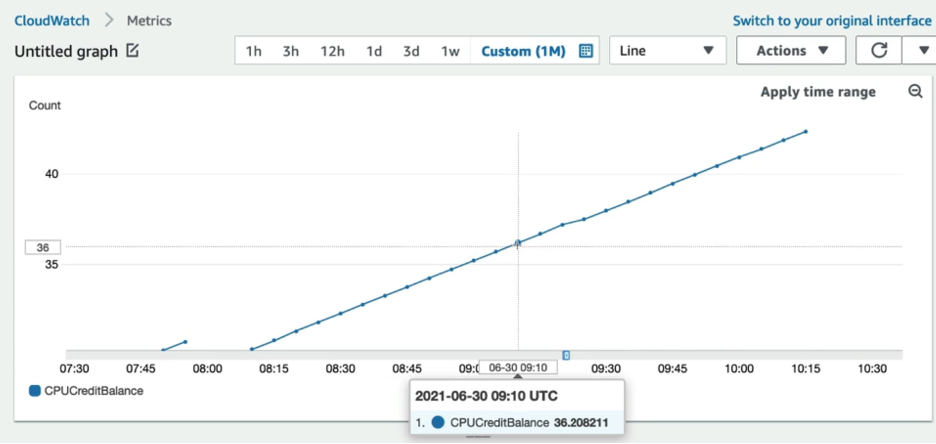 CloudWatch > Metrics
Switch to your original interface
Untitled graph
1h 3h 12h 1d 3d 1w Custom (1M) Line Actions
Apply time range
Count
40
36
35
07:30 07:45 08:00 08:15 08:30 08:45 09:0 06-30 09:10 09:30 09:45 10:00 10:15 10:30
CPUCreditBalance
2021-06-30 09:10 UTC
1. CPUCreditBalance 36.208211